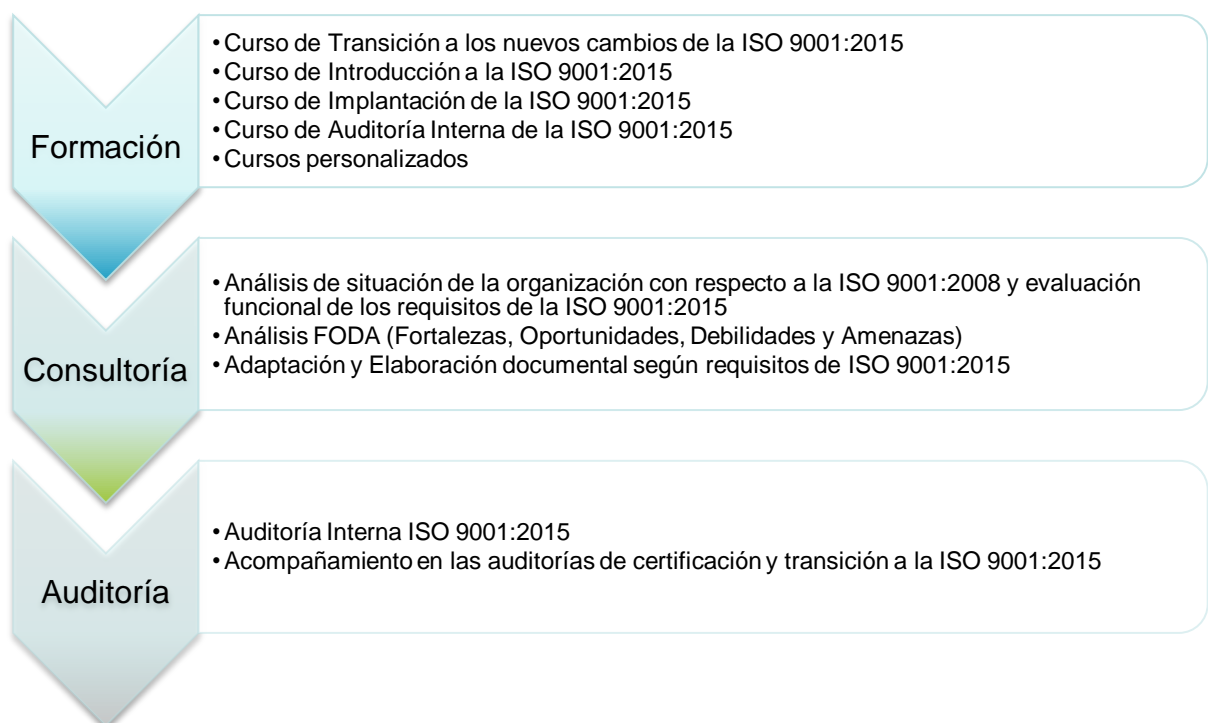 Formación
• Curso de Transición a los nuevos cambios de la ISO 9001:2015
• Curso de Introducción a la ISO 9001:2015
• Curso de Implantación de la ISO 9001:2015
• Curso de Auditoría Interna de la ISO 9001:2015
• Cursos personalizados
Consultoría
• Análisis de situación de la organización con respecto a la ISO 9001:2008 y evaluación
funcional de los requisitos de la ISO 9001:2015
• Análisis FODA (Fortalezas, Oportunidades, Debilidades y Amenazas)
• Adaptación y Elaboración documental según requisitos de ISO 9001:2015
Auditoría
• Auditoría Interna ISO 9001:2015
• Acompañamiento en las auditorías de certificación y transición a la ISO 9001:2015